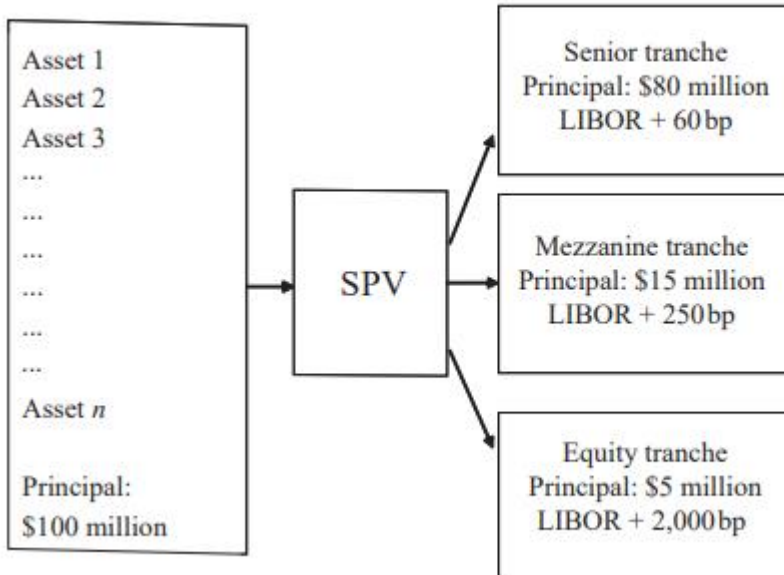 Asset 1
Asset 2
Asset 3
...
...
...
...
...
...
Asset n
Principal:
$100 million
SPV
Senior tranche
Principal: $80 million
LIBOR + 60 bp
Mezzanine tranche
Principal: $15 million
LIBOR + 250 bp
Equity tranche
Principal: $5 million
LIBOR + 2,000 bp